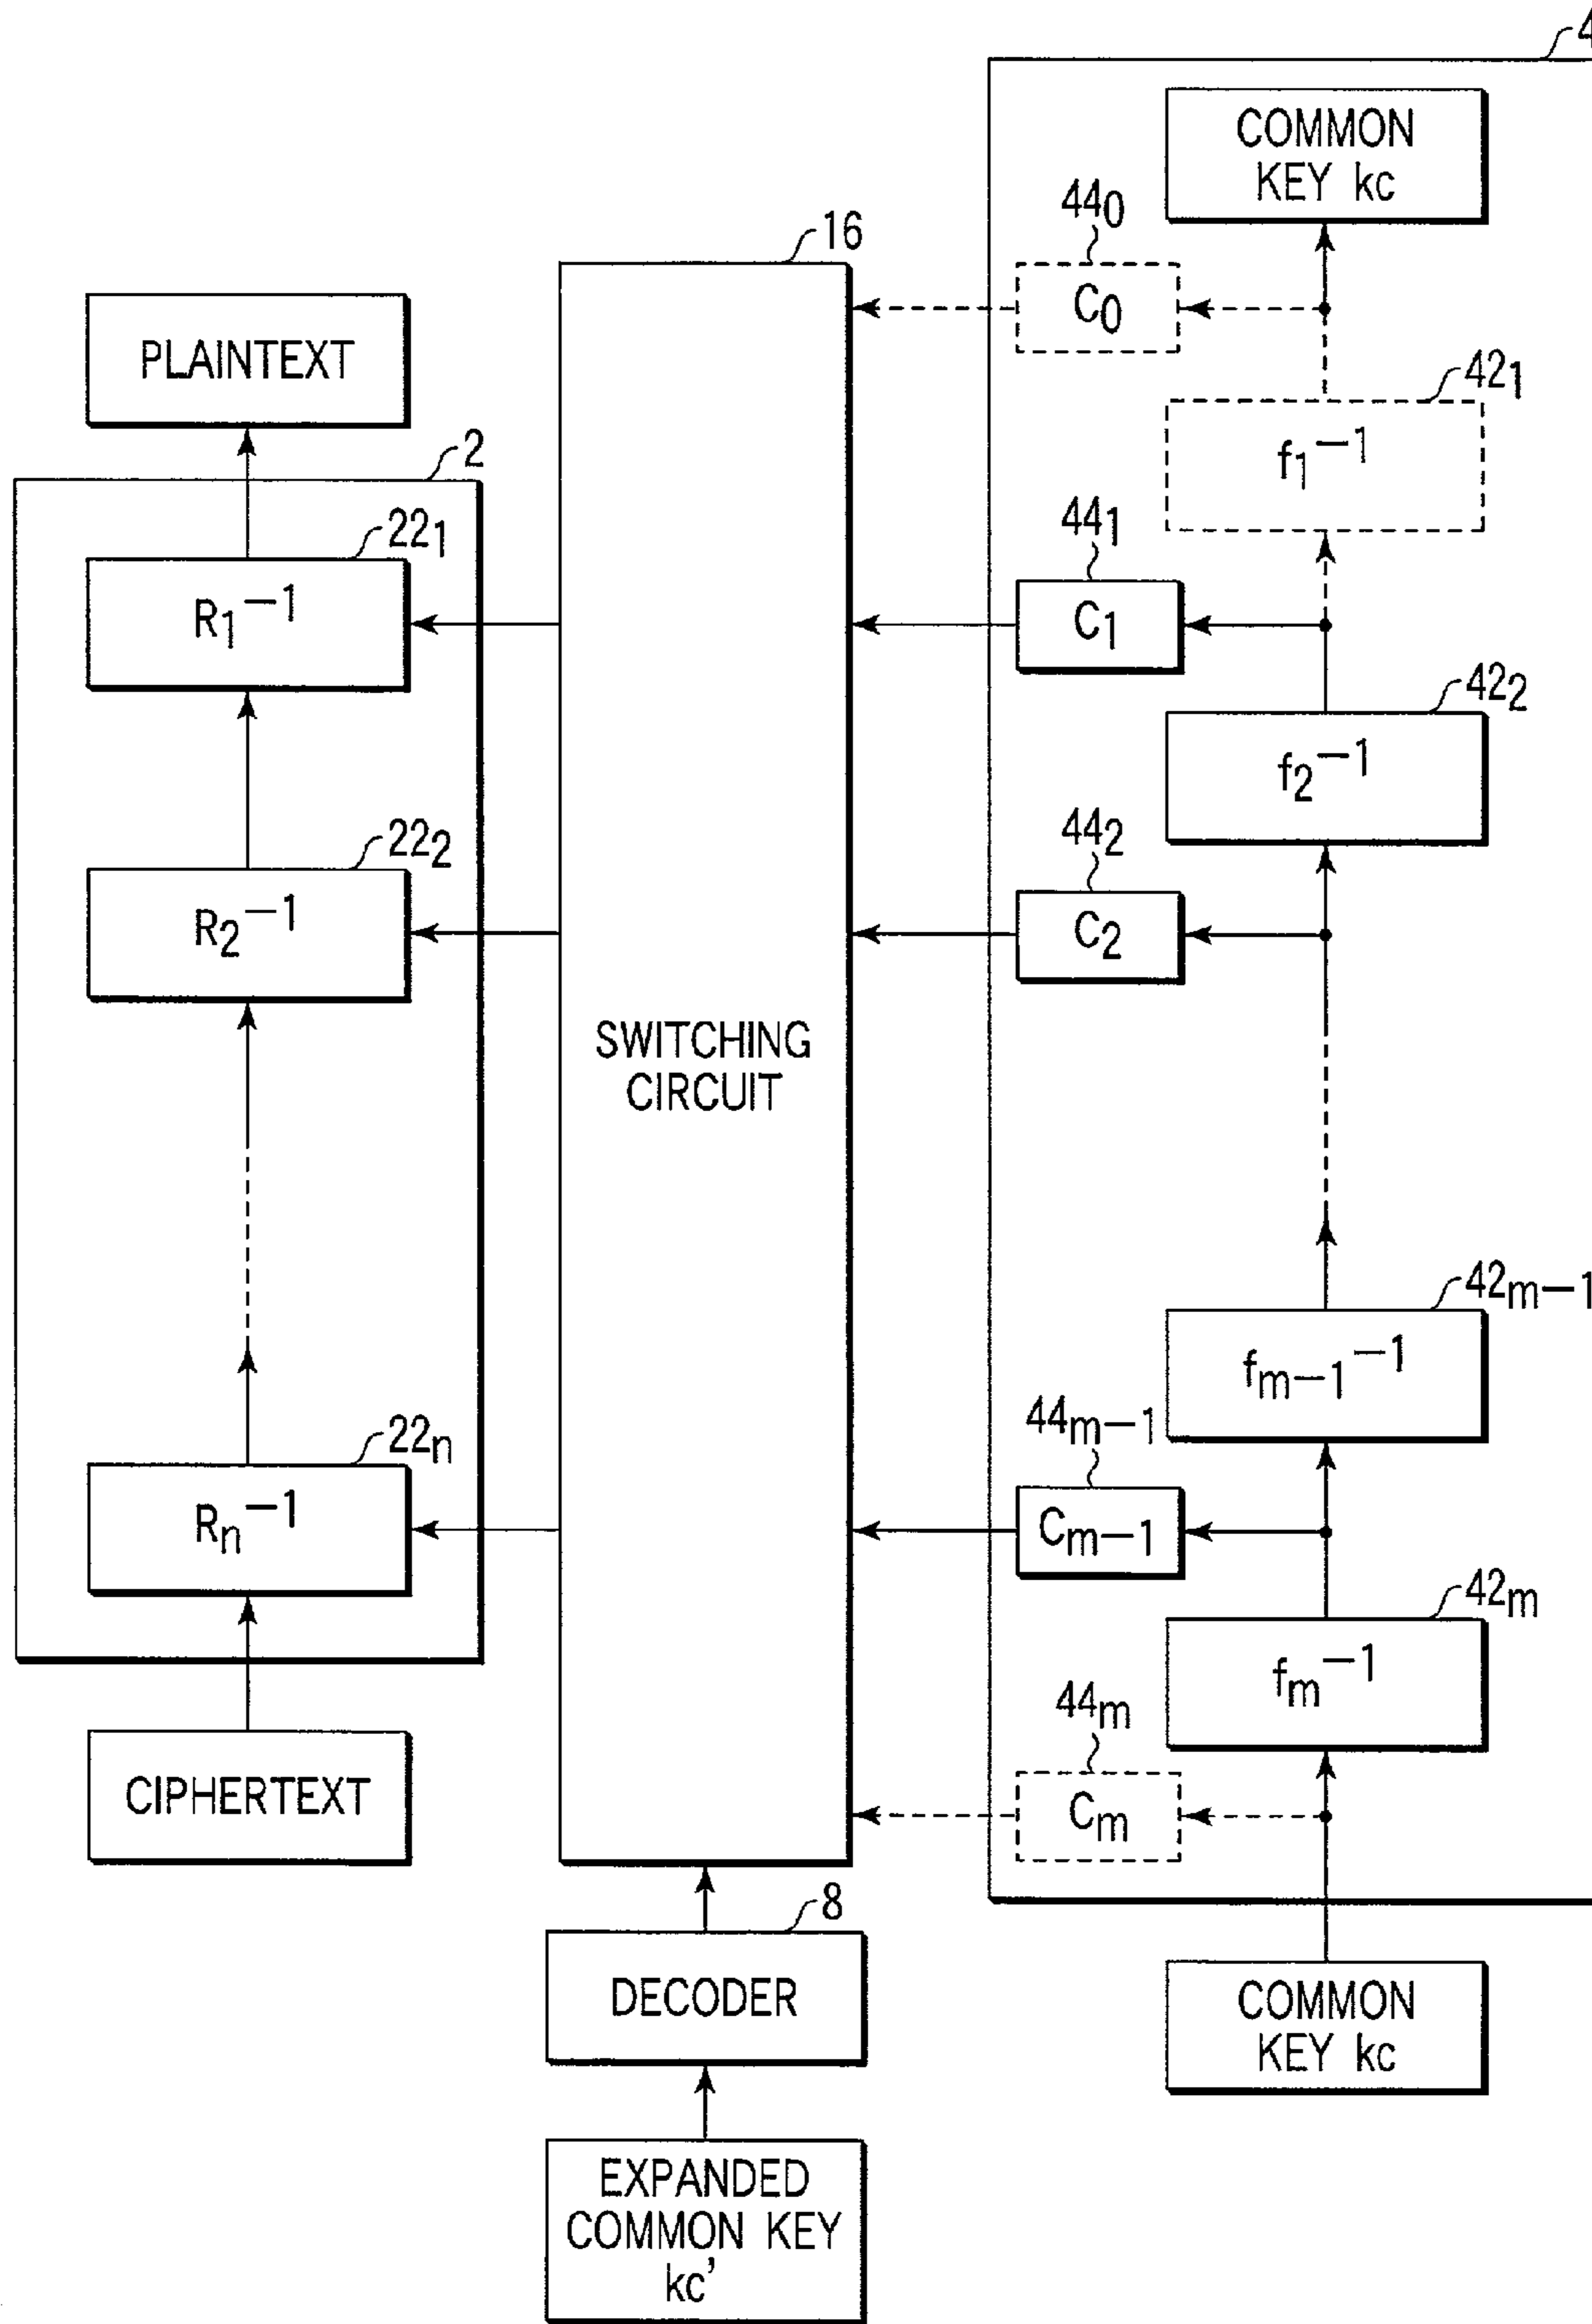 4
COMMON
KEY kc
44₀
16
C₀
PLAINTEXT
42₁
f₁⁻¹
2
22₁
44₁
R₁⁻¹
C₁
42₂
f₂⁻¹
22₂
44₂
R₂⁻¹
C₂
SWITCHING
CIRCUIT
42ₘ₋₁
fₘ₋₁⁻¹
44ₘ₋₁
22ₙ
Rₙ⁻¹
Cₘ₋₁
42ₘ
fₘ⁻¹
44ₘ
CIPHERTEXT
Cₘ
8
DECODER
COMMON
KEY kc
EXPANDED
COMMON KEY
kc'